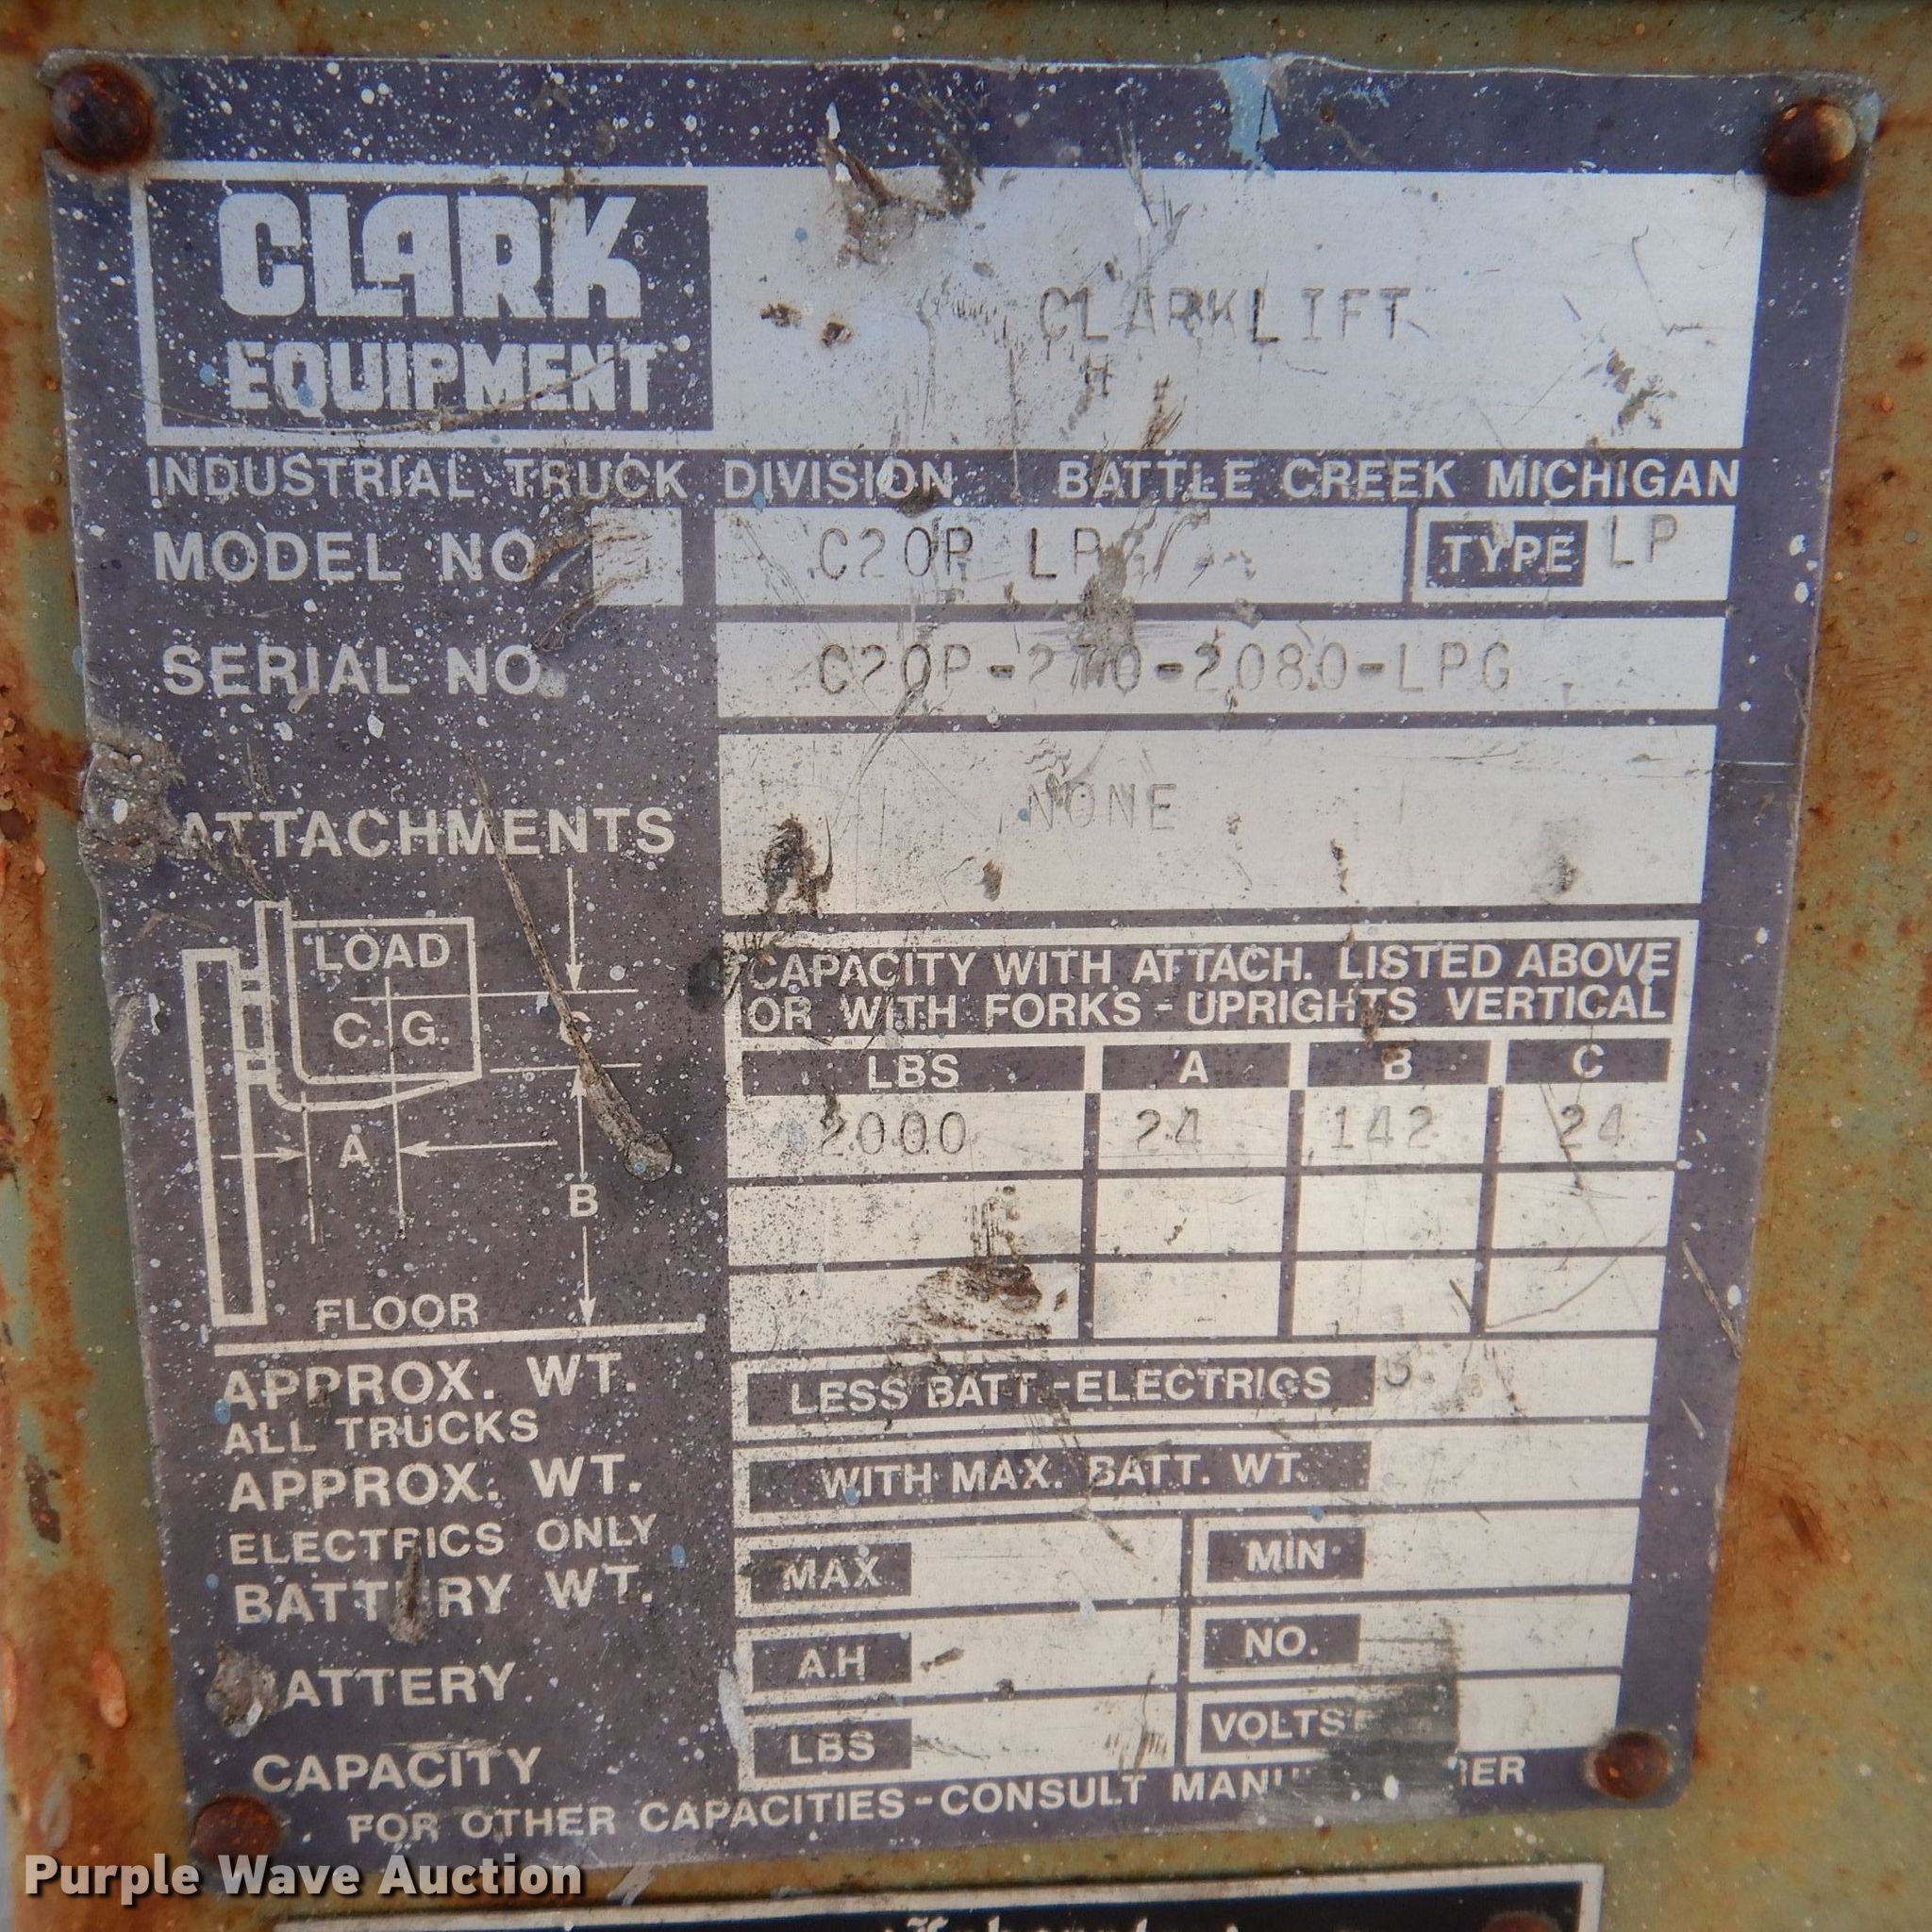 CLARK
EQUIPMENT
CLARKLIFT
H
INDUSTRIAL TRUCK DIVISION BATTLE CREEK MICHIGAN
MODEL NO. C20P TYPE LP
SERIAL NO.
ATTACHMENTS NONE
LOAD
C. G.
C
A
B
FLOOR
CAPACITY WITH ATTACH. LISTED ABOVE
OR WITH FORKS - UPRIGHTS VERTICAL
LBS A B C
2000 24 142 24
APPROX. WT.
ALL TRUCKS
LESS BATT.-ELECTRICS
APPROX. WT.
ELECTRICS ONLY
WITH MAX. BATT. WT.
BATTERY WT. MAX MIN
BATTERY AH NO.
CAPACITY LBS VOLTS
FOR OTHER CAPACITIES-CONSULT MANUFACTURER
Purple Wave Auction